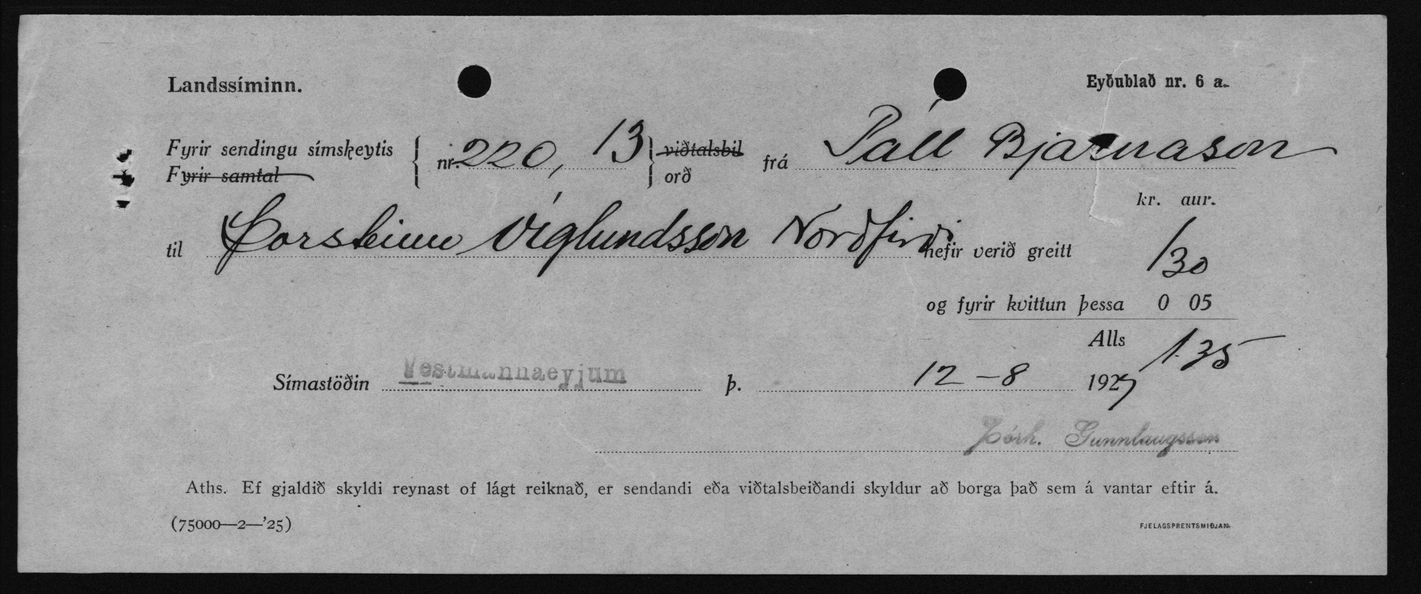 Landssíminn. Eyðublað nr. 6 a.
Fyrir sendingu símskeytis nr. 220, 13 viðtalsbil frá Páll Bjarnason
Fyrir samtal orð
kr. aur.
til Þorsteinn Víglundsson Norðfirði hefir verið greitt 1 30
og fyrir kvittun þessa 0 05
Alls 1.35
Símastöðin Vestmannaeyjum þ. 12-8 1927
Þórh. Gunnlaugsson
Aths. Ef gjaldið skyldi reynast of lágt reiknað, er sendandi eða viðtalsbeiðandi skyldur að borga það sem á vantar eftir á.
(75000—2—'25) FJELAGSPRENTSMIÐJAN.